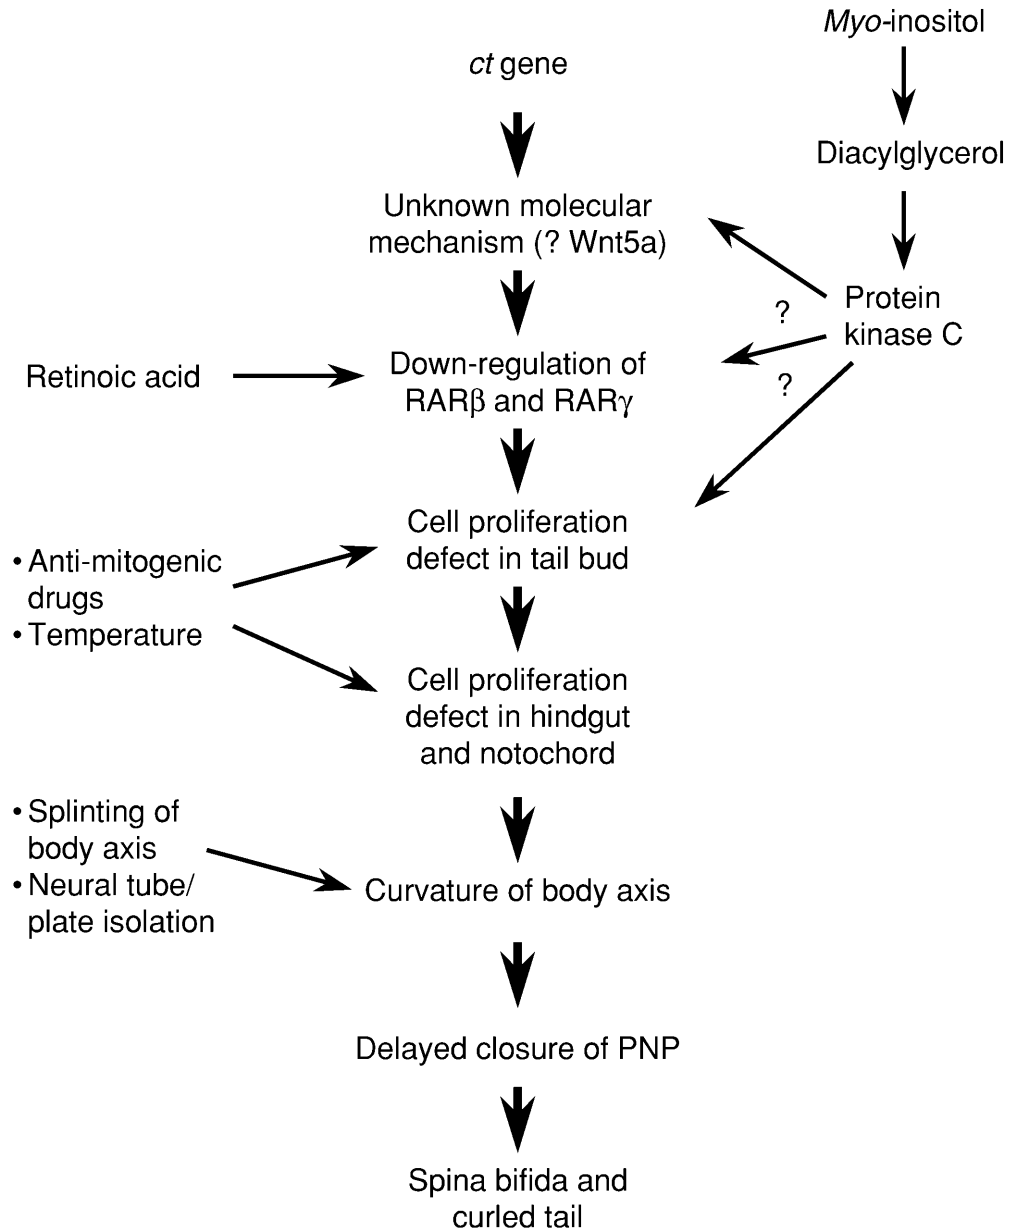 Myo-inositol
ct gene
Diacylglycerol
Unknown molecular
mechanism (? Wnt5a)
Protein
kinase C
?
?
Retinoic acid
Down-regulation of
RARβ and RARγ
Cell proliferation
defect in tail bud
• Anti-mitogenic
drugs
• Temperature
Cell proliferation
defect in hindgut
and notochord
• Splinting of
body axis
• Neural tube/
plate isolation
Curvature of body axis
Delayed closure of PNP
Spina bifida and
curled tail